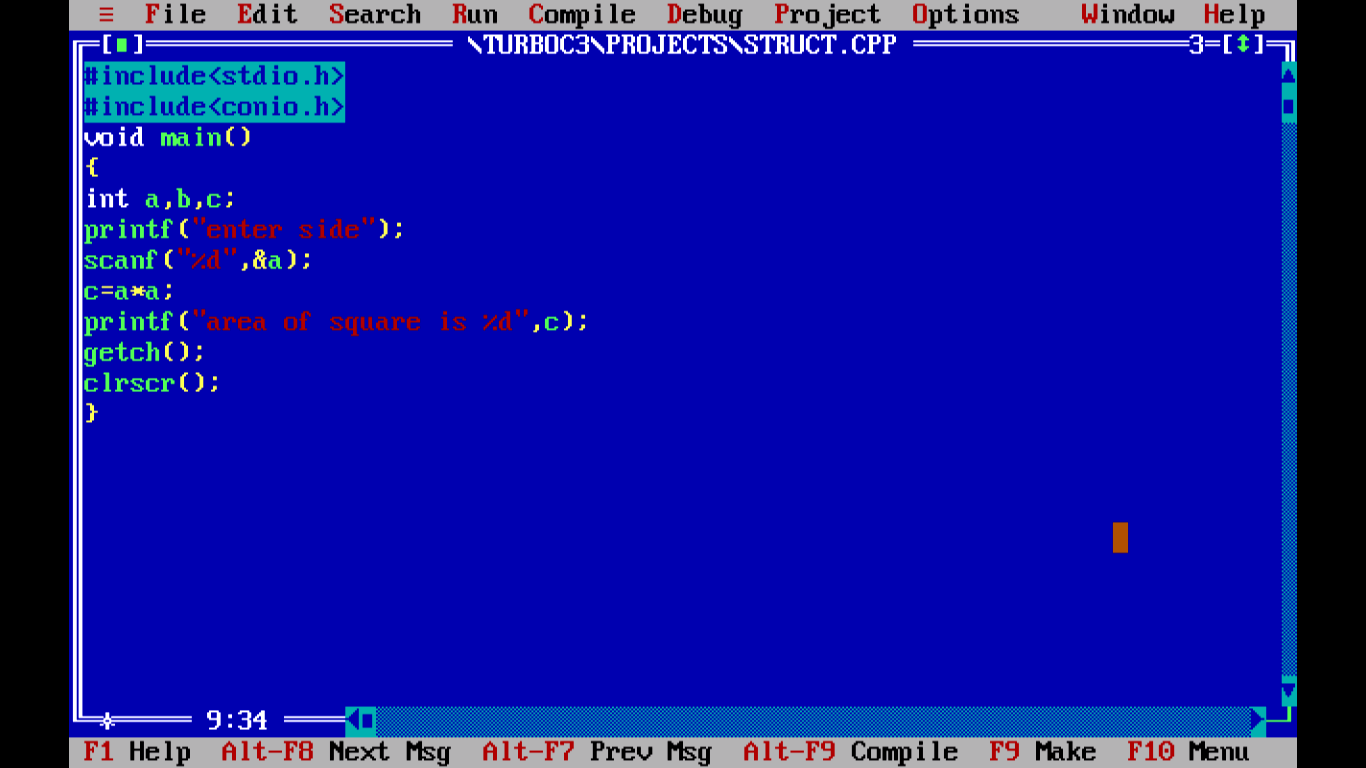 ≡ File Edit Search Run Compile Debug Project Options Window Help
[■] \TURBOC3\PROJECTS\STRUCT.CPP 3=[↕]
#include<stdio.h>
#include<conio.h>
void main()
{
int a,b,c;
printf("enter side");
scanf("%d",&a);
c=a*a;
printf("area of square is %d",c);
getch();
clrscr();
}
9:34
F1 Help Alt-F8 Next Msg Alt-F7 Prev Msg Alt-F9 Compile F9 Make F10 Menu